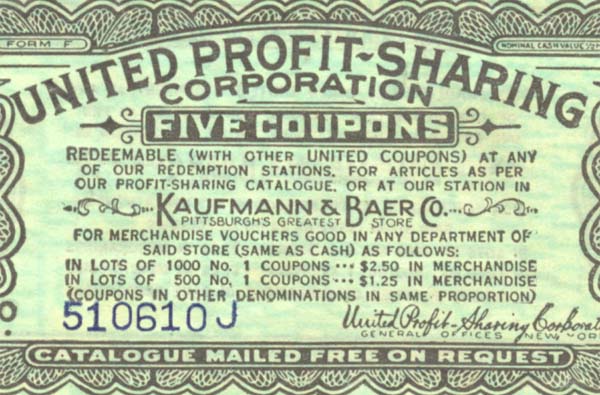 FORM F
NOMINAL CASH VALUE ½
UNITED PROFIT-SHARING
CORPORATION
FIVE COUPONS
REDEEMABLE (WITH OTHER UNITED COUPONS) AT ANY
OF OUR REDEMPTION STATIONS, FOR ARTICLES AS PER
OUR PROFIT-SHARING CATALOGUE, OR AT OUR STATION IN
KAUFMANN & BAER CO.
PITTSBURGH'S GREATEST STORE
FOR MERCHANDISE VOUCHERS GOOD IN ANY DEPARTMENT OF
SAID STORE (SAME AS CASH) AS FOLLOWS:
IN LOTS OF 1000 No. 1 COUPONS ··· $2.50 IN MERCHANDISE
IN LOTS OF 500 No. 1 COUPONS ··· $1.25 IN MERCHANDISE
(COUPONS IN OTHER DENOMINATIONS IN SAME PROPORTION)
510610 J
United Profit-Sharing Corporat
GENERAL OFFICES NEW YOR
CATALOGUE MAILED FREE ON REQUEST